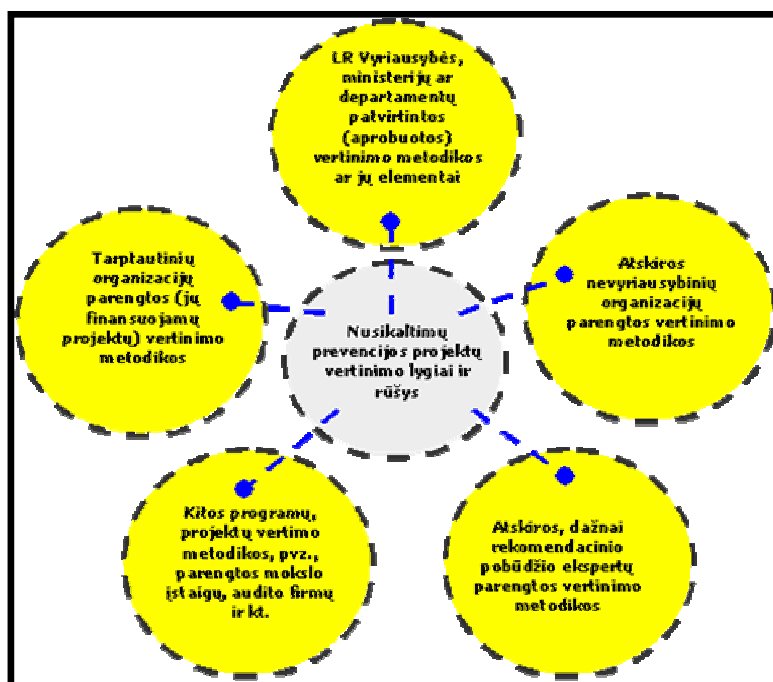 LR Vyriausybės,
ministerijų ar
departamentų
patvirtintos
(aprobuotos)
vertinimo metodikos
ar jų elementai
Tarptautinių
organizacijų
parengtos (jų
finansuojamų
projektų) vertinimo
metodikos
Atskiros
nevyriausybinių
organizacijų
parengtos vertinimo
metodikos
Nusikaltimų
prevencijos projektų
vertinimo lygiai ir
rūšys
Kitos programų,
projektų vertimo
metodikos, pvz.,
parengtos mokslo
įstaigų, audito firmų
ir kt.
Atskiros, dažnai
rekomendacinio
pobūdžio ekspertų
parengtos vertinimo
metodikos